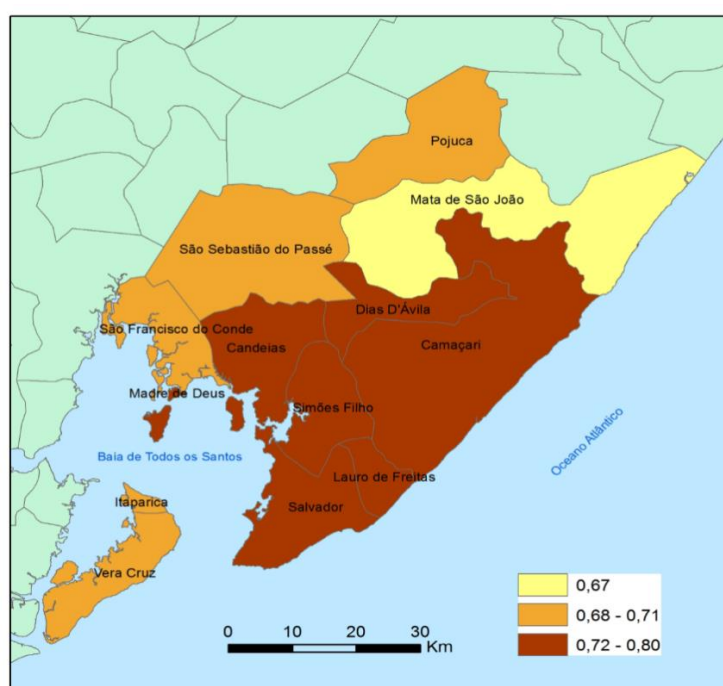 Pojuca
Mata de São João
São Sebastião do Passé
Dias D'Ávila
São Francisco do Conde
Candeias
Camaçari
Madre de Deus
Simões Filho
Oceano Atlântico
Baia de Todos os Santos
Lauro de Freitas
Itaparica
Salvador
Vera Cruz
0,67
0,68 - 0,71
0,72 - 0,80
0 10 20 30
Km